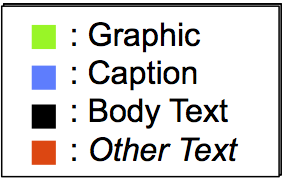 : Graphic
: Caption
: Body Text
: Other Text